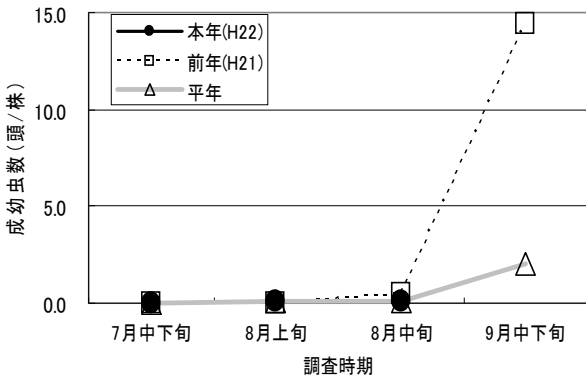 15.0
10.0
5.0
0.0
成幼虫数(頭/株)
本年(H22)
前年(H21)
平年
7月中下旬 8月上旬 8月中旬 9月中下旬
調査時期